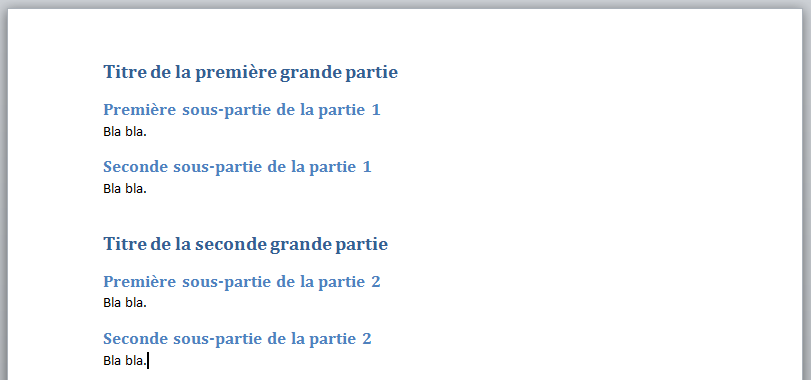 Titre de la première grande partie
Première sous-partie de la partie 1
Bla bla.
Seconde sous-partie de la partie 1
Bla bla.
Titre de la seconde grande partie
Première sous-partie de la partie 2
Bla bla.
Seconde sous-partie de la partie 2
Bla bla.